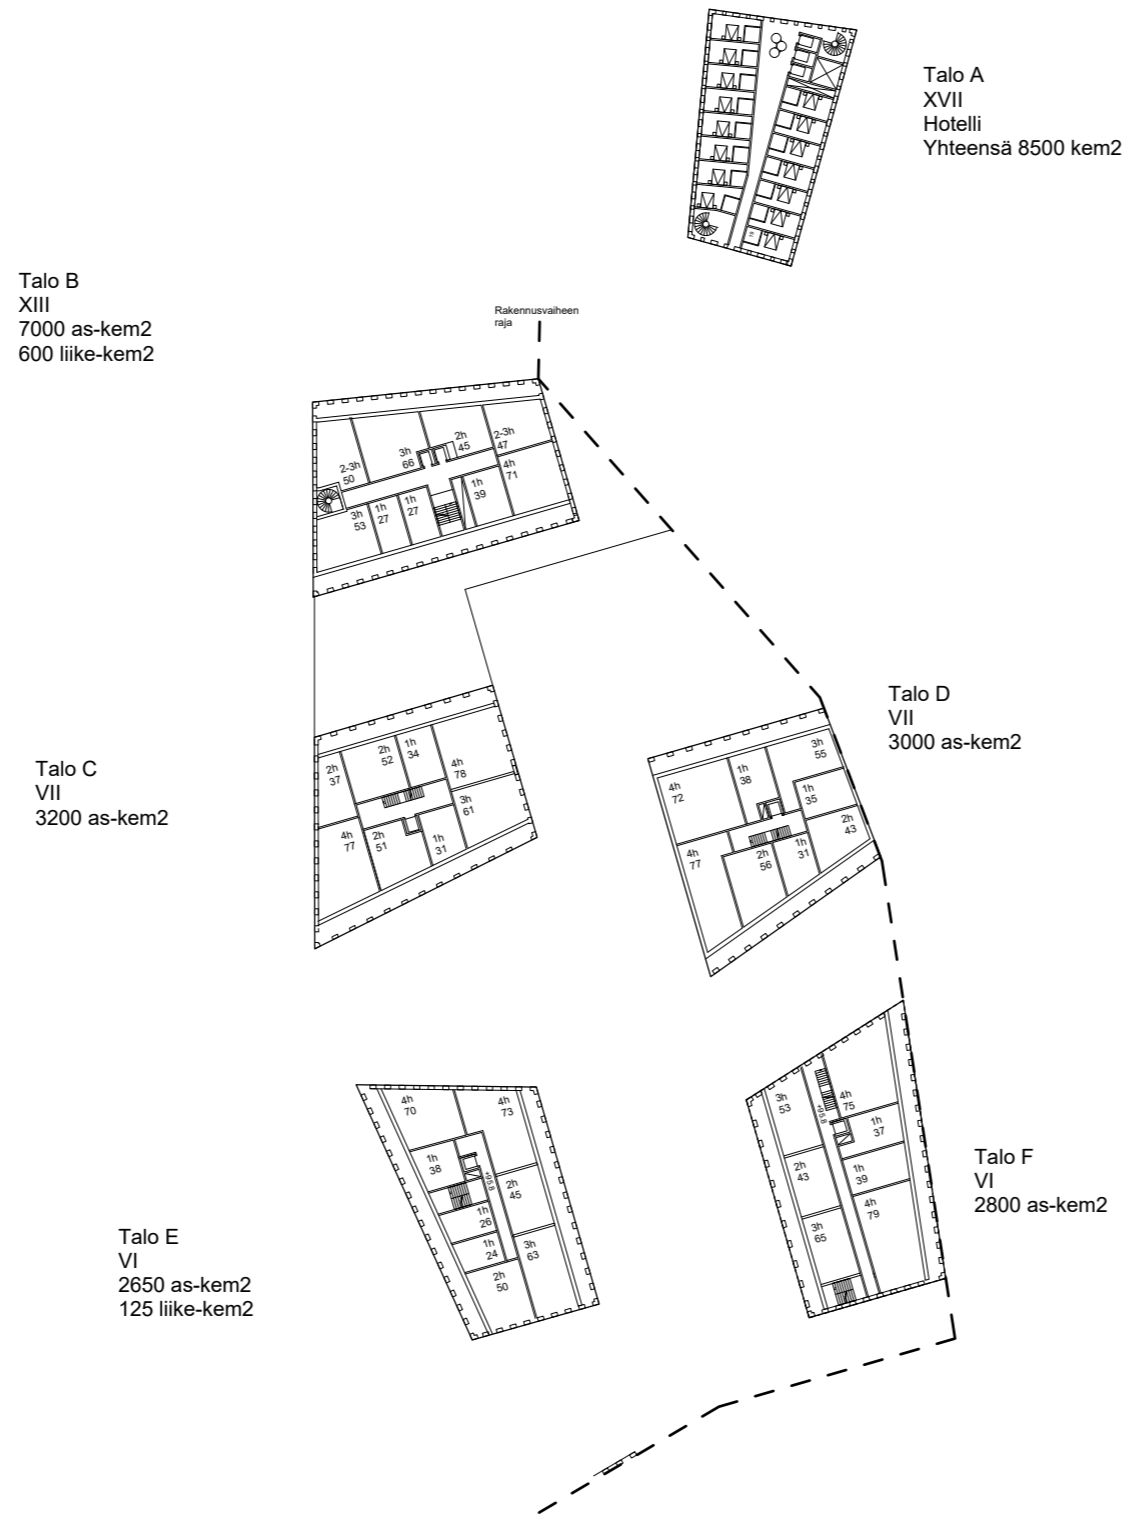 Talo A
XVII
Hotelli
Yhteensä 8500 kem2
Talo B
XIII
7000 as-kem2
600 liike-kem2
Rakennusvaiheen
raja
2-3h
50
3h
66
2h
45
2-3h
47
4h
71
3h
53
1h
27
1h
27
1h
39
Talo D
VII
3000 as-kem2
Talo C
VII
3200 as-kem2
2h
37
2h
52
1h
34
4h
78
3h
61
4h
77
2h
51
1h
31
4h
72
1h
38
3h
55
1h
35
2h
43
4h
77
2h
56
1h
31
4h
70
4h
73
1h
38
+95.8
2h
45
1h
26
1h
24
3h
63
2h
50
3h
53
+95.8
4h
75
1h
37
2h
43
1h
39
4h
79
3h
65
Talo F
VI
2800 as-kem2
Talo E
VI
2650 as-kem2
125 liike-kem2